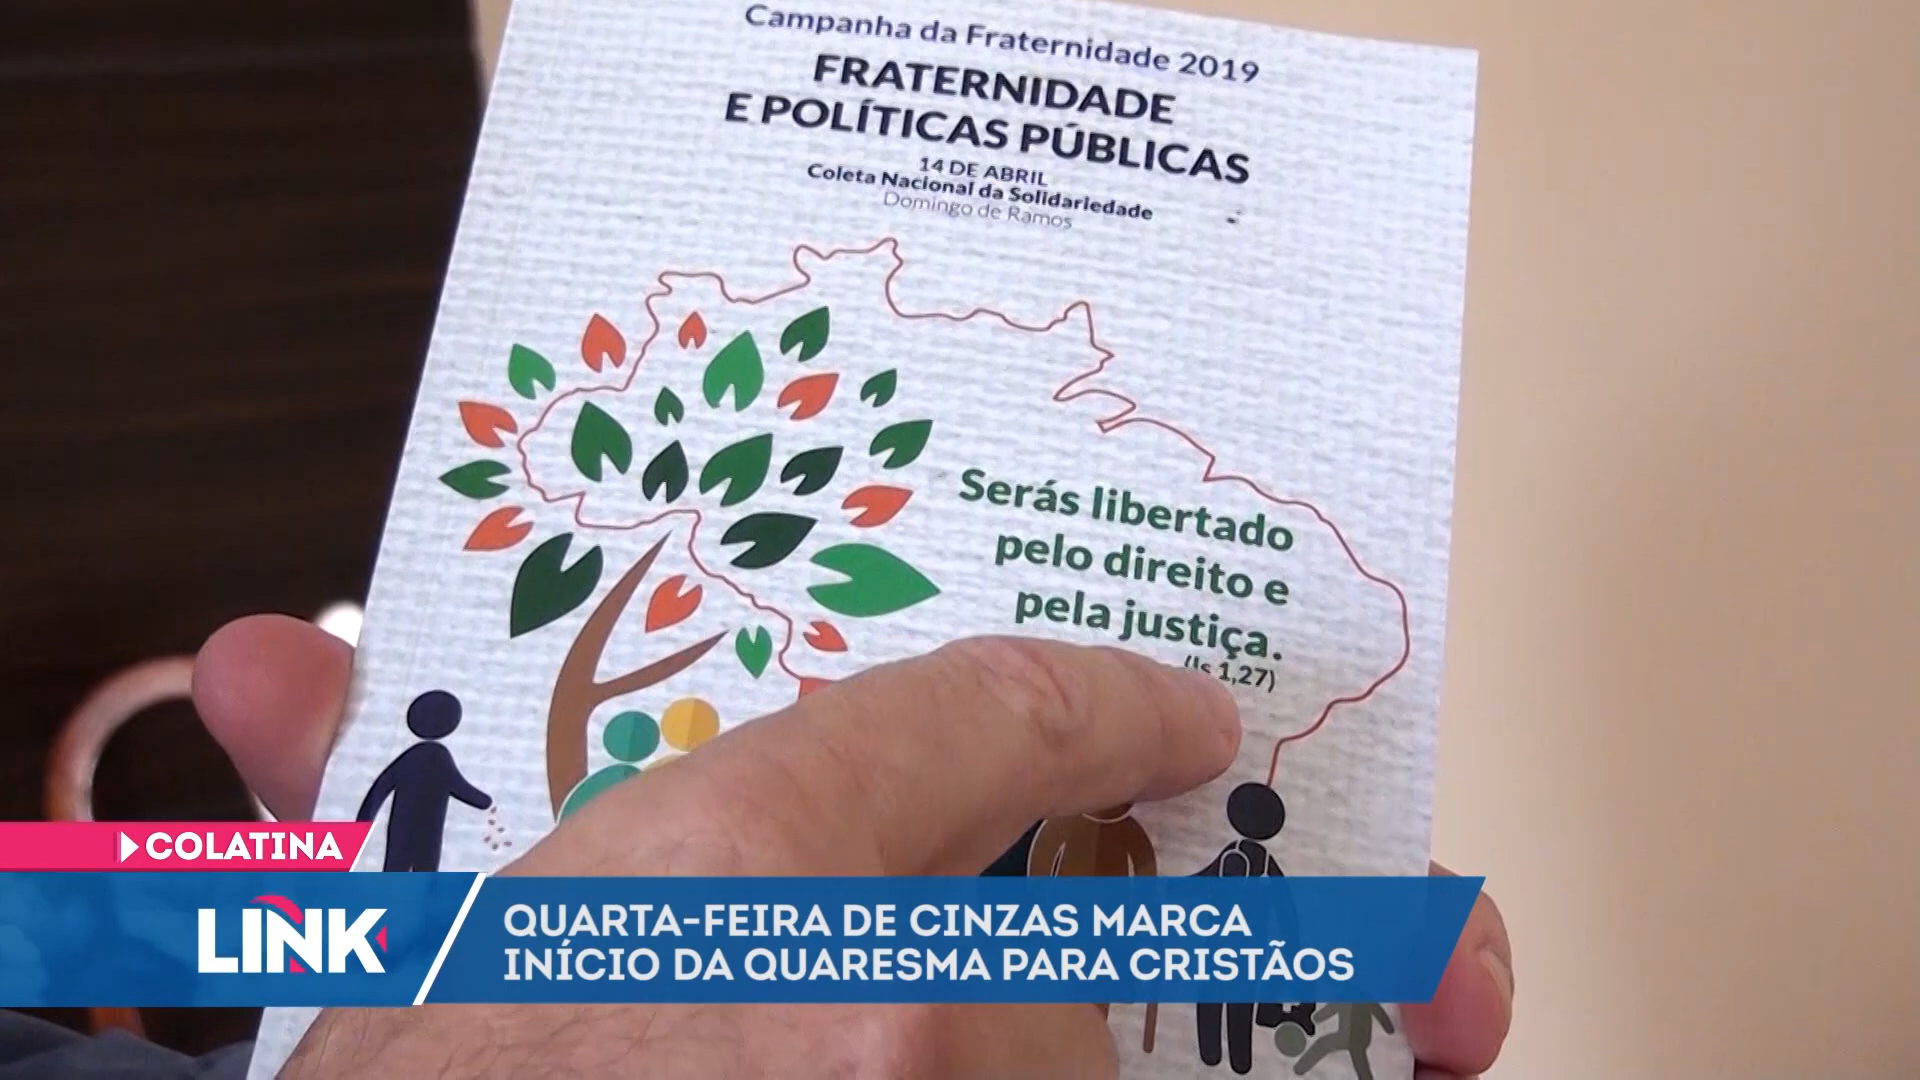 Campanha da Fraternidade 2019
FRATERNIDADE
E POLÍTICAS PÚBLICAS
14 DE ABRIL
Coleta Nacional da Solidariedade
Domingo de Ramos
Serás libertado
pelo direito e
pela justiça.
(Is 1,27)
COLATINA
LINK
QUARTA-FEIRA DE CINZAS MARCA
INÍCIO DA QUARESMA PARA CRISTÃOS